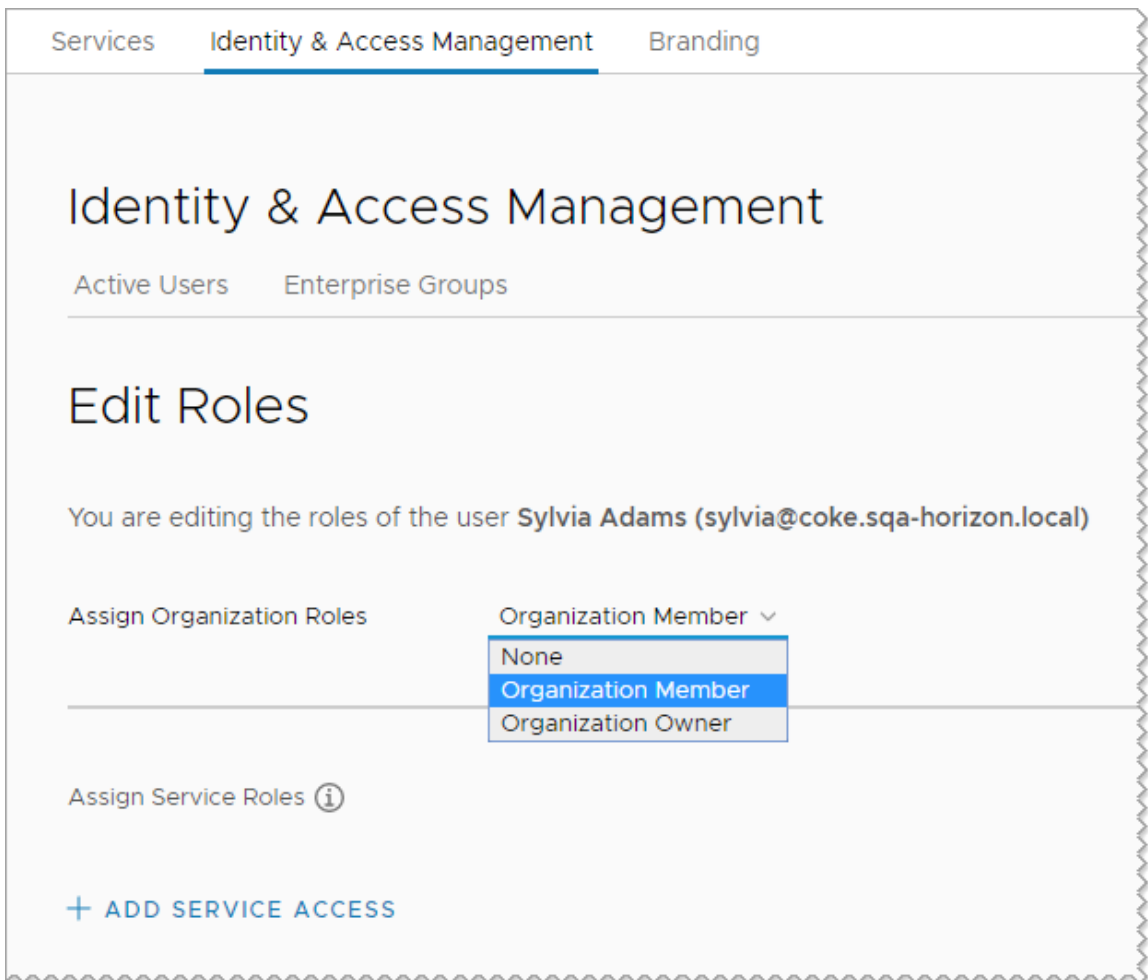 Services Identity & Access Management Branding
Identity & Access Management
Active Users Enterprise Groups
Edit Roles
You are editing the roles of the user Sylvia Adams (sylvia@coke.sqa-horizon.local)
Assign Organization Roles Organization Member
None
Organization Member
Organization Owner
Assign Service Roles
+ ADD SERVICE ACCESS